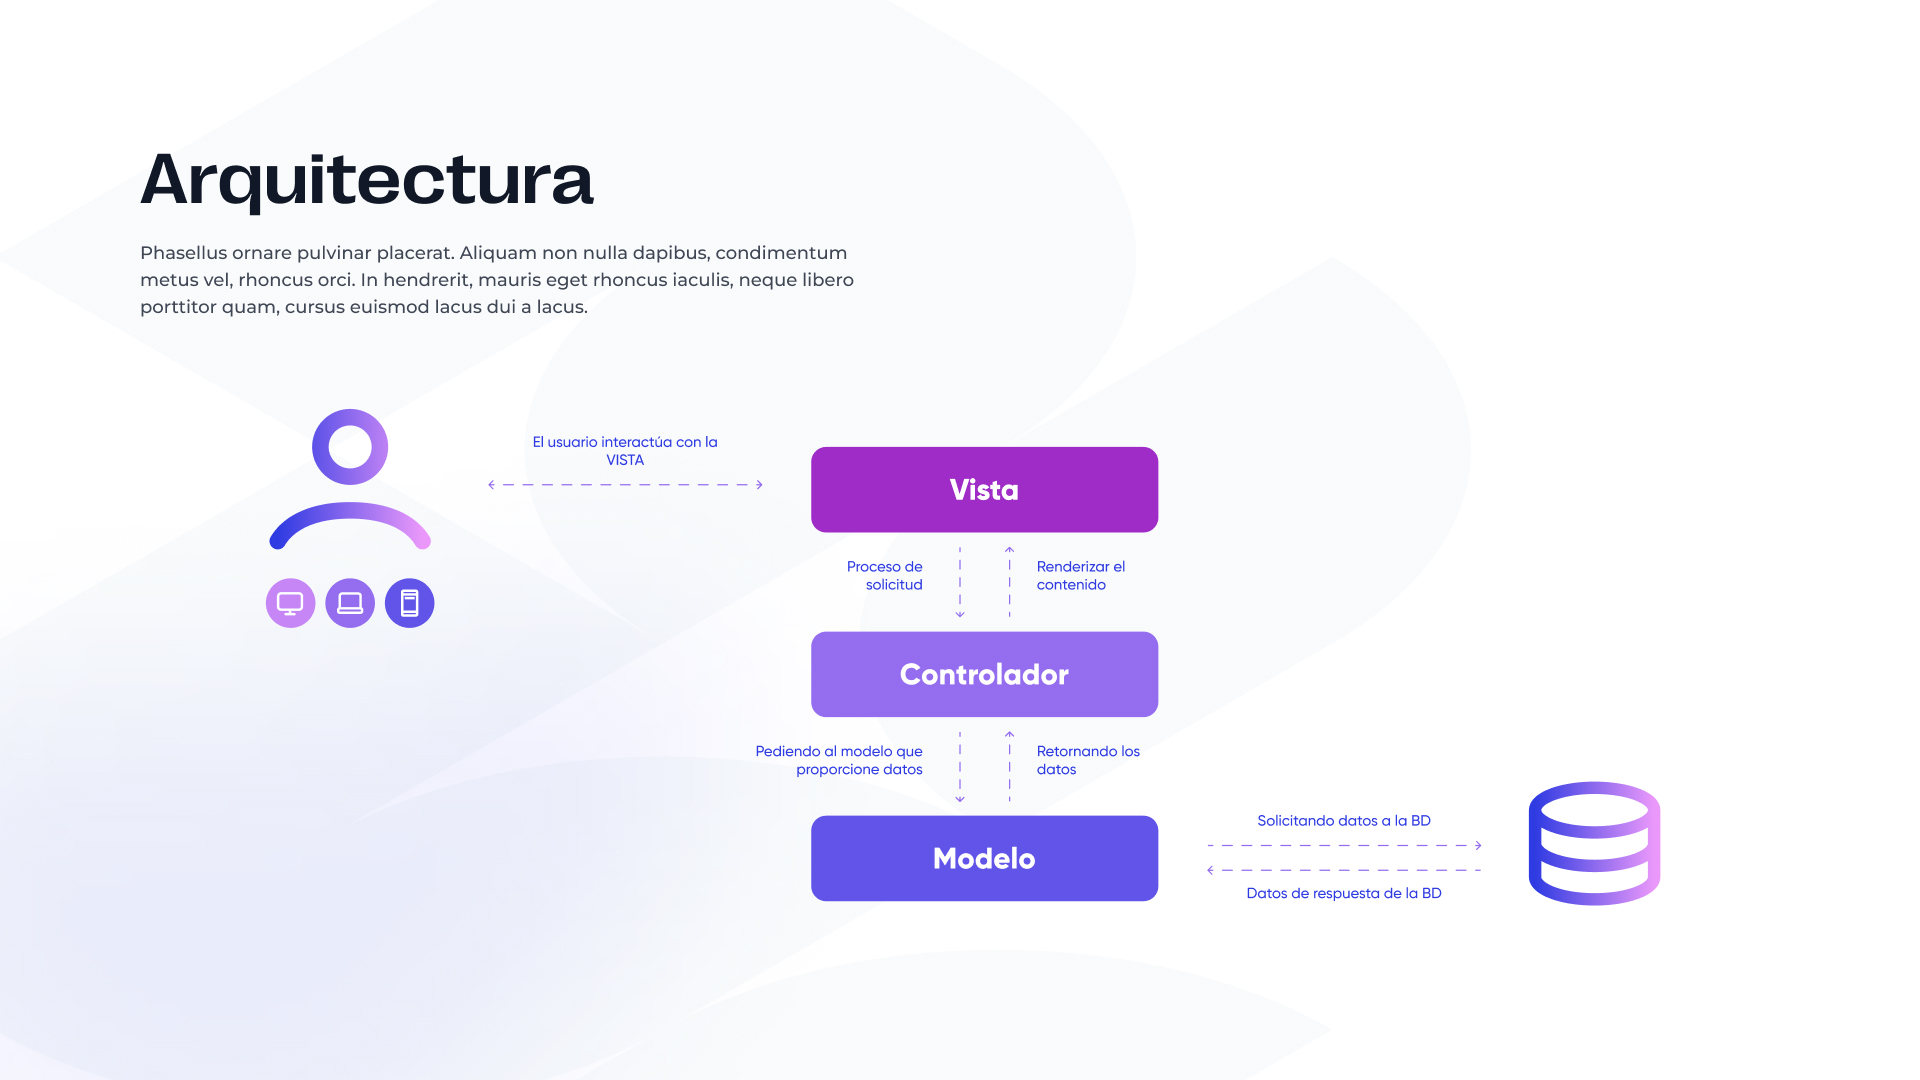 Arquitectura
Phasellus ornare pulvinar placerat. Aliquam non nulla dapibus, condimentum
metus vel, rhoncus orci. In hendrerit, mauris eget rhoncus iaculis, neque libero
porttitor quam, cursus euismod lacus dui a lacus.
El usuario interactúa con la
VISTA
Vista
Proceso de
solicitud
Renderizar el
contenido
Controlador
Pediendo al modelo que
proporcione datos
Retornando los
datos
Modelo
Solicitando datos a la BD
Datos de respuesta de la BD